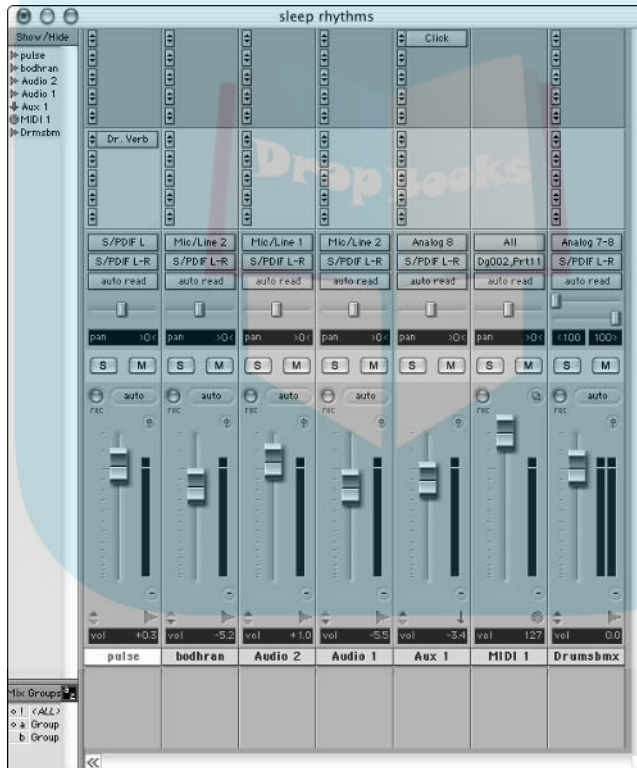 sleep rhythms
Show/Hide
pulse
bodhran
Audio 2
Audio 1
Aux 1
MIDI 1
Drmsbm
Click
Dr. Verb
DropBooks
S/PDIF L Mic/Line 2 Mic/Line 1 Mic/Line 2 Analog 8 All Analog 7-8
S/PDIF L-R S/PDIF L-R S/PDIF L-R S/PDIF L-R S/PDIF L-R Dg002,Prt11 S/PDIF L-R
auto read auto read auto read auto read auto read auto read auto read
pan >0< pan >0< pan >0< pan >0< pan >0< pan >0< <100 100>
S M S M S M S M S M S M S M
auto auto auto auto auto auto
rec rec rec rec rec rec
vol +0.3 vol -5.2 vol +1.0 vol -5.5 vol -3.4 vol 127 vol 0.0
pulse bodhran Audio 2 Audio 1 Aux 1 MIDI 1 Drumsbmx
Mix Groups
! <ALL>
a Group
b Group